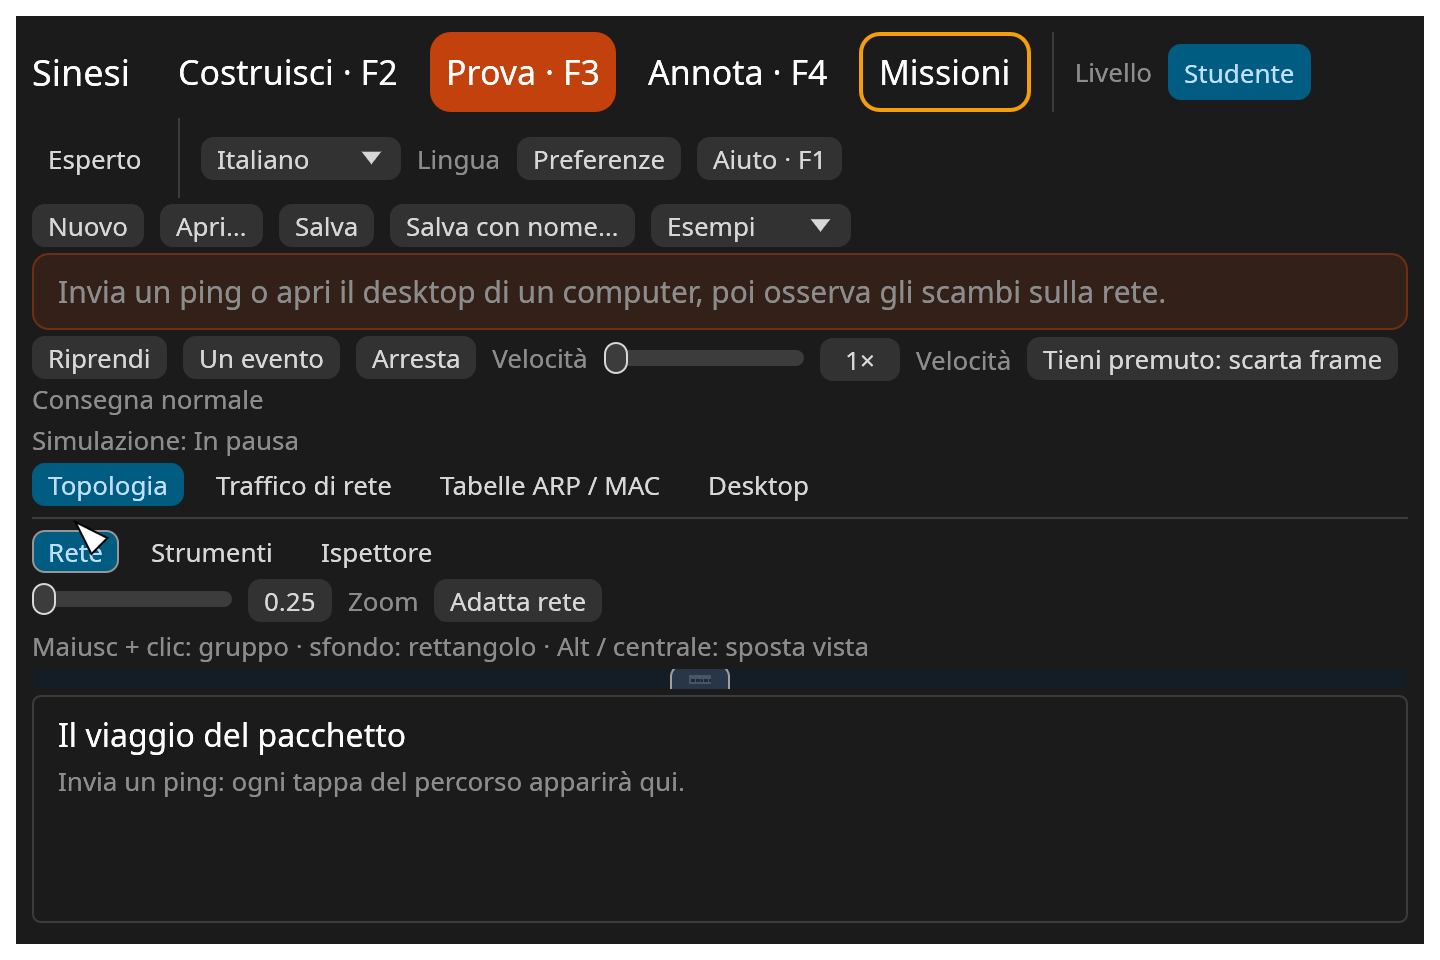 Sinesi Costruisci · F2 Prova · F3 Annota · F4 Missioni Livello Studente
Esperto Italiano Lingua Preferenze Aiuto · F1
Nuovo Apri... Salva Salva con nome... Esempi
Invia un ping o apri il desktop di un computer, poi osserva gli scambi sulla rete.
Riprendi Un evento Arresta Velocità 1× Velocità Tieni premuto: scarta frame
Consegna normale
Simulazione: In pausa
Topologia Traffico di rete Tabelle ARP / MAC Desktop
Rete Strumenti Ispettore
0.25 Zoom Adatta rete
Maiusc + clic: gruppo · sfondo: rettangolo · Alt / centrale: sposta vista
Il viaggio del pacchetto
Invia un ping: ogni tappa del percorso apparirà qui.